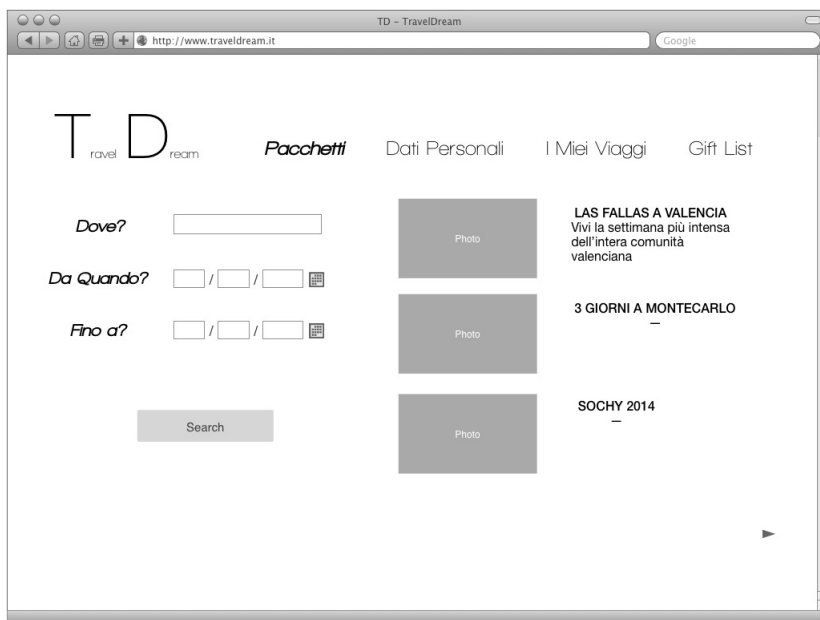 TD - TravelDream
http://www.traveldream.it
Google
Travel Dream
Pacchetti
Dati Personali
I Miei Viaggi
Gift List
Dove?
Da Quando?
/ /
Fino a?
/ /
Search
Photo
LAS FALLAS A VALENCIA
Vivi la settimana più intensa
dell'intera comunità
valenciana
Photo
3 GIORNI A MONTECARLO
—
Photo
SOCHY 2014
—